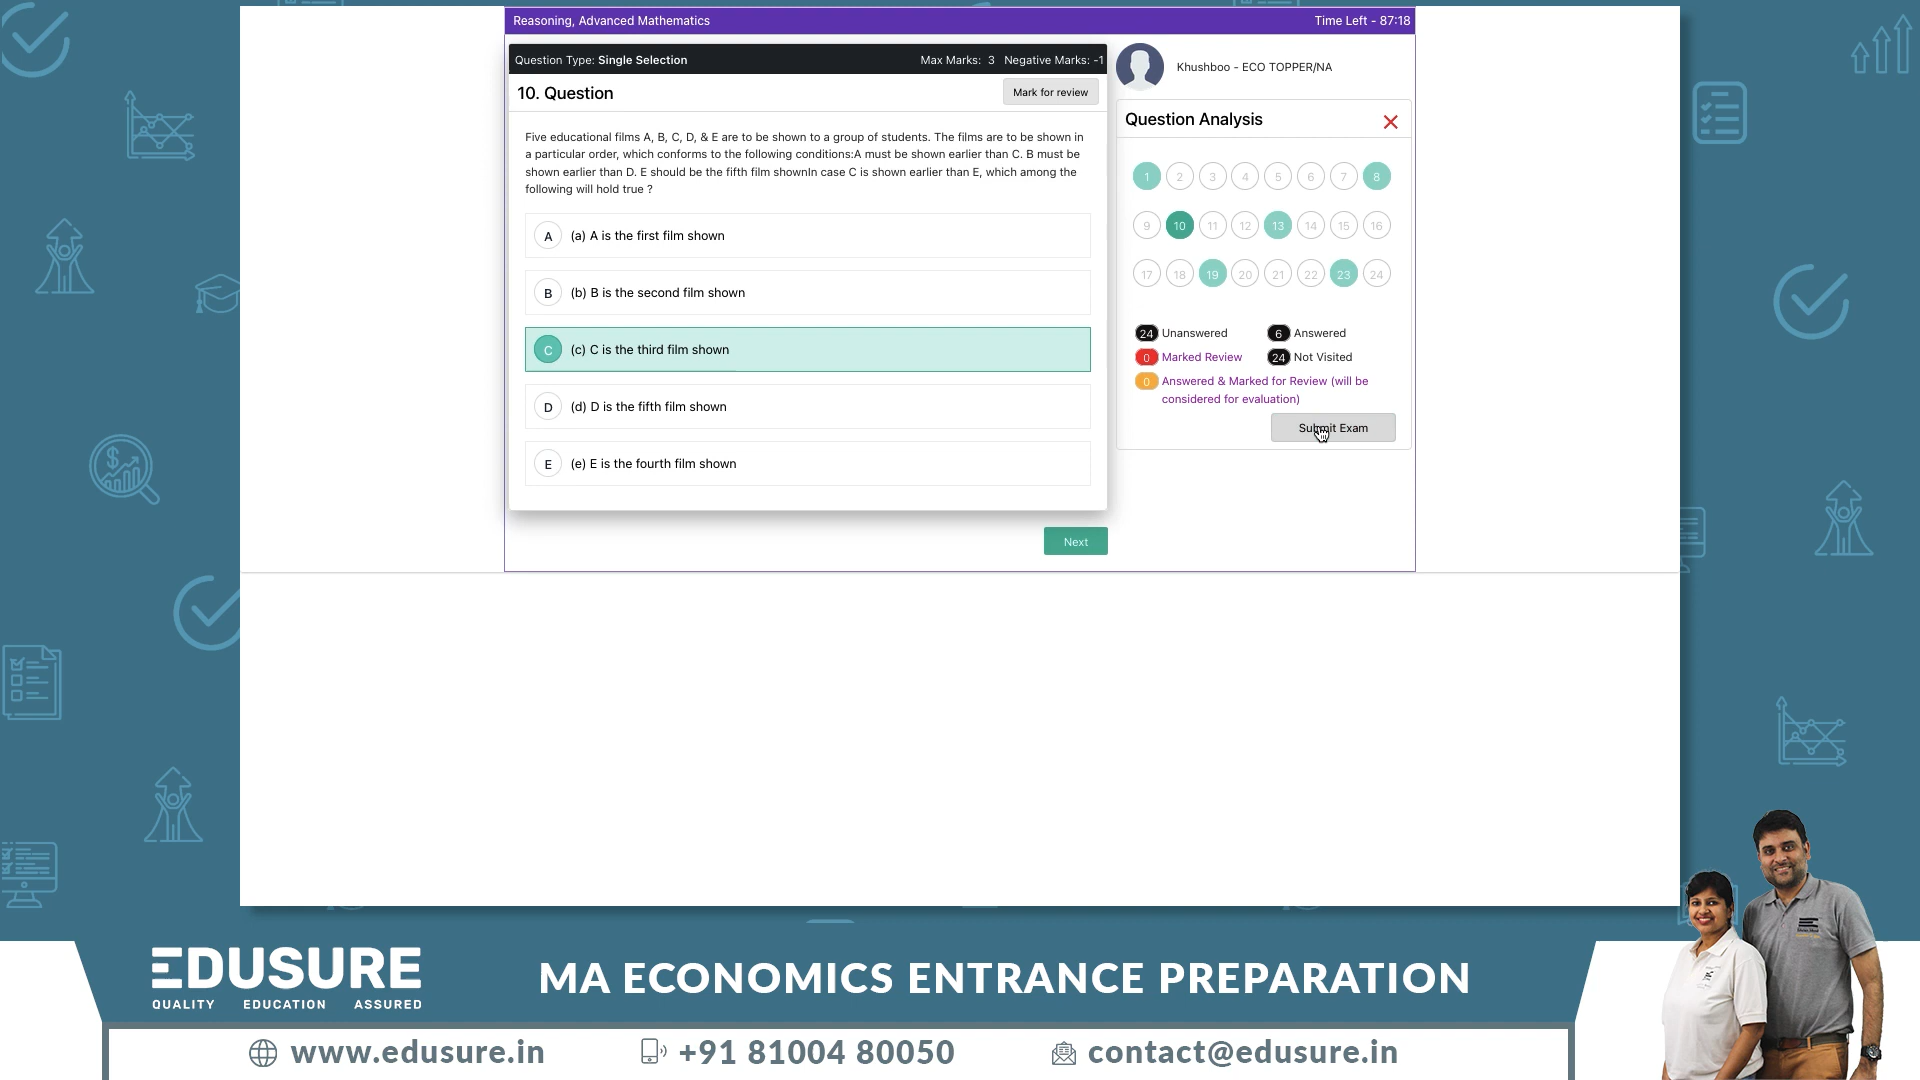 Reasoning, Advanced Mathematics
Time Left - 87:18
Question Type: Single Selection
Max Marks: 3 Negative Marks: -1
10. Question
Mark for review
Five educational films A, B, C, D, & E are to be shown to a group of students. The films are to be shown in
a particular order, which conforms to the following conditions:A must be shown earlier than C. B must be
shown earlier than D. E should be the fifth film shownIn case C is shown earlier than E, which among the
following will hold true ?
A (a) A is the first film shown
B (b) B is the second film shown
C (c) C is the third film shown
D (d) D is the fifth film shown
E (e) E is the fourth film shown
Next
Khushboo - ECO TOPPER/NA
Question Analysis
1 2 3 4 5 6 7 8
9 10 11 12 13 14 15 16
17 18 19 20 21 22 23 24
24 Unanswered 6 Answered
0 Marked Review 24 Not Visited
0 Answered & Marked for Review (will be
considered for evaluation)
Submit Exam
EDUSURE
QUALITY EDUCATION ASSURED
MA ECONOMICS ENTRANCE PREPARATION
www.edusure.in
+91 81004 80050
contact@edusure.in